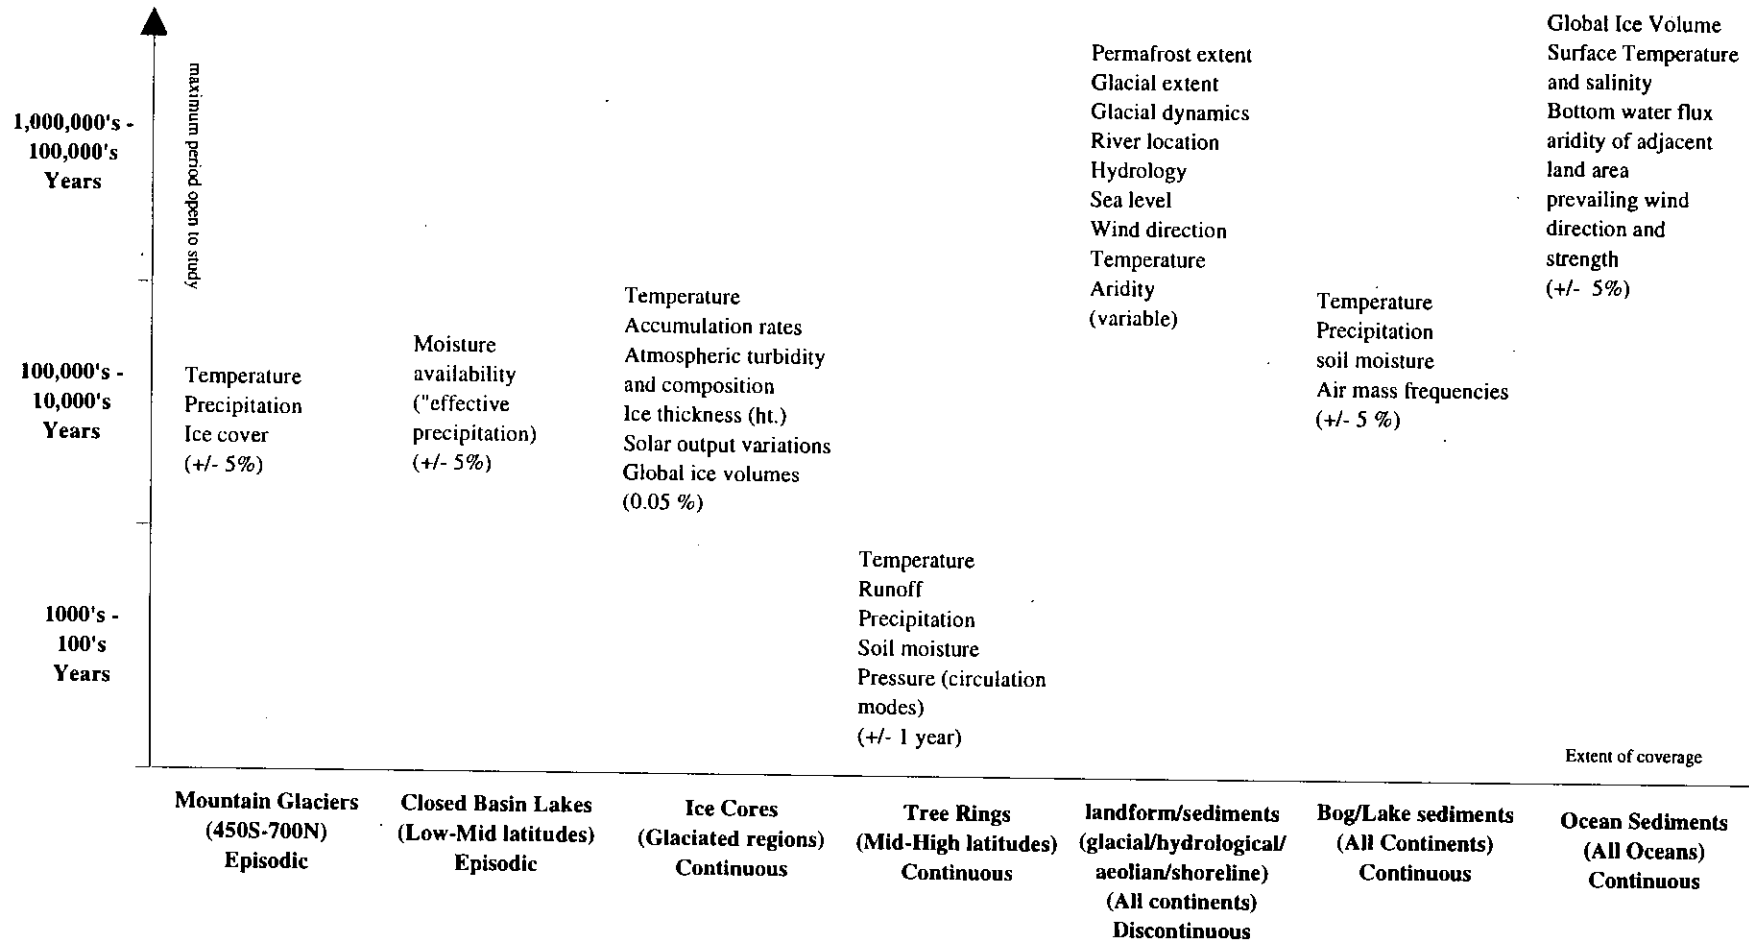 maximum period open to study
1,000,000's -
100,000's
Years
100,000's -
10,000's
Years
1000's -
100's
Years
Temperature
Precipitation
Ice cover
(+/- 5%)
Moisture
availability
("effective
precipitation)
(+/- 5%)
Temperature
Accumulation rates
Atmospheric turbidity
and composition
Ice thickness (ht.)
Solar output variations
Global ice volumes
(0.05 %)
Temperature
Runoff
Precipitation
Soil moisture
Pressure (circulation
modes)
(+/- 1 year)
Permafrost extent
Glacial extent
Glacial dynamics
River location
Hydrology
Sea level
Wind direction
Temperature
Aridity
(variable)
Temperature
Precipitation
soil moisture
Air mass frequencies
(+/- 5 %)
Global Ice Volume
Surface Temperature
and salinity
Bottom water flux
aridity of adjacent
land area
prevailing wind
direction and
strength
(+/- 5%)
Extent of coverage
Mountain Glaciers
(450S-700N)
Episodic
Closed Basin Lakes
(Low-Mid latitudes)
Episodic
Ice Cores
(Glaciated regions)
Continuous
Tree Rings
(Mid-High latitudes)
Continuous
landform/sediments
(glacial/hydrological/
aeolian/shoreline)
(All continents)
Discontinuous
Bog/Lake sediments
(All Continents)
Continuous
Ocean Sediments
(All Oceans)
Continuous